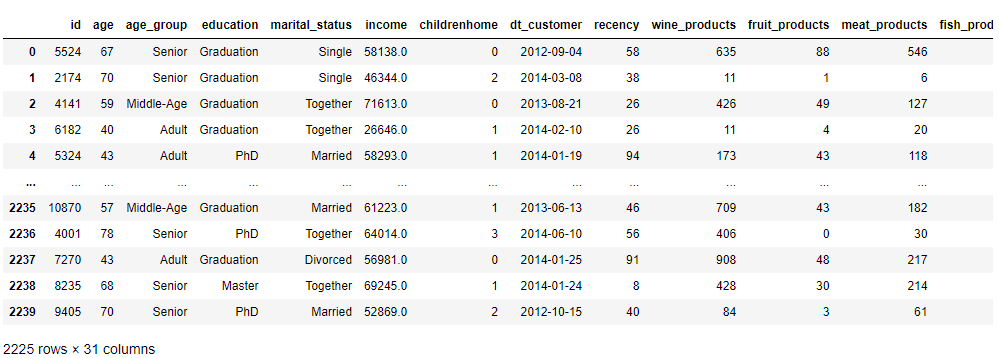 id age age_group education marital_status income childrenhome dt_customer recency wine_products fruit_products meat_products fish_prod
0 5524 67 Senior Graduation Single 58138.0 0 2012-09-04 58 635 88 546
1 2174 70 Senior Graduation Single 46344.0 2 2014-03-08 38 11 1 6
2 4141 59 Middle-Age Graduation Together 71613.0 0 2013-08-21 26 426 49 127
3 6182 40 Adult Graduation Together 26646.0 1 2014-02-10 26 11 4 20
4 5324 43 Adult PhD Married 58293.0 1 2014-01-19 94 173 43 118
... ... ... ... ... ... ... ... ... ... ... ... ...
2235 10870 57 Middle-Age Graduation Married 61223.0 1 2013-06-13 46 709 43 182
2236 4001 78 Senior PhD Together 64014.0 3 2014-06-10 56 406 0 30
2237 7270 43 Adult Graduation Divorced 56981.0 0 2014-01-25 91 908 48 217
2238 8235 68 Senior Master Together 69245.0 1 2014-01-24 8 428 30 214
2239 9405 70 Senior PhD Married 52869.0 2 2012-10-15 40 84 3 61
2225 rows × 31 columns